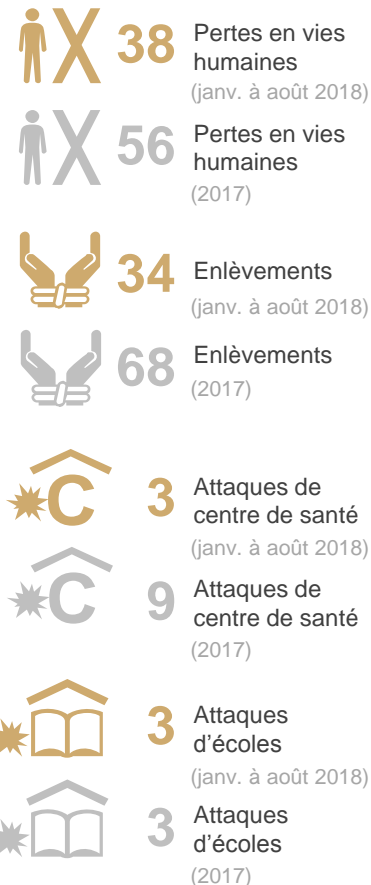 38 Pertes en vies
humaines
(janv. à août 2018)
56 Pertes en vies
humaines
(2017)
34 Enlèvements
(janv. à août 2018)
68 Enlèvements
(2017)
C 3 Attaques de
centre de santé
(janv. à août 2018)
C 9 Attaques de
centre de santé
(2017)
3 Attaques
d'écoles
(janv. à août 2018)
3 Attaques
d'écoles
(2017)